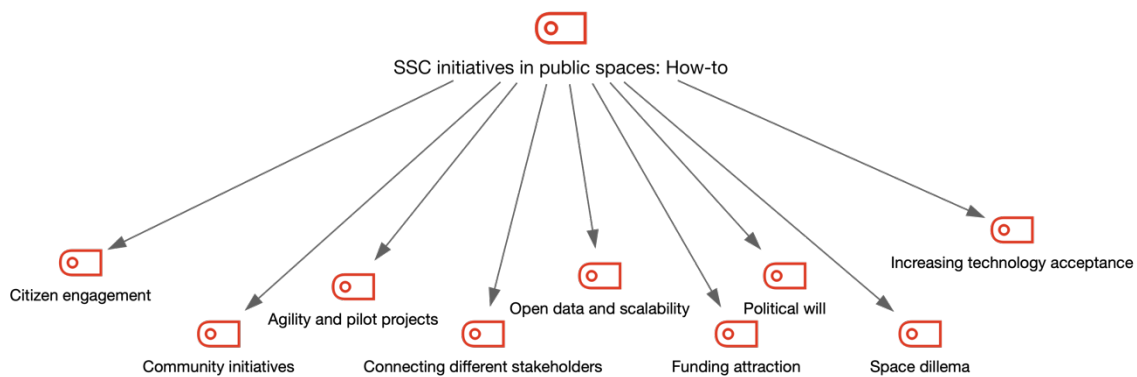 SSC initiatives in public spaces: How-to
Citizen engagement
Community initiatives
Agility and pilot projects
Connecting different stakeholders
Open data and scalability
Funding attraction
Political will
Space dillema
Increasing technology acceptance